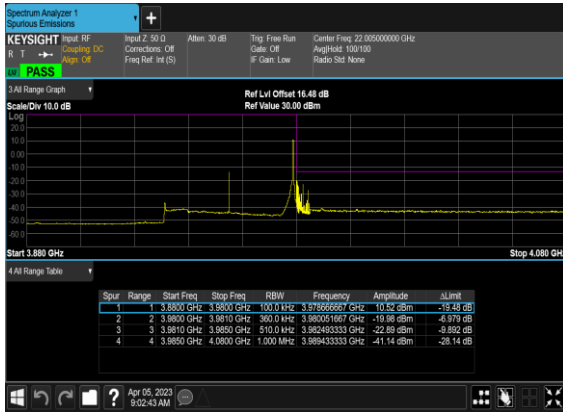 Spectrum Analyzer 1
Spurious Emissions
KEYSIGHT Input: RF Input Z: 50 Ω Atten: 30 dB Trig: Free Run Center Freq: 22.005000000 GHz
R T Coupling: DC Corrections: Off Gate: Off Avg|Hold: 100/100
Align: Off Freq Ref: Int (S) IF Gain: Low Radio Std: None
PASS
3 All Range Graph
Ref Lvl Offset 16.48 dB
Scale/Div 10.0 dB Ref Value 30.00 dBm
Log
20.0
10.0
0.00
-10.0
-20.0
-30.0
-40.0
-50.0
-60.0
Start 3.880 GHz Stop 4.080 GHz
4 All Range Table
Spur Range Start Freq Stop Freq RBW Frequency Amplitude ΔLimit
1 1 3.8800 GHz 3.9800 GHz 100.0 kHz 3.978666667 GHz 10.52 dBm -19.48 dB
2 2 3.9800 GHz 3.9810 GHz 360.0 kHz 3.980051667 GHz -19.98 dBm -6.979 dB
3 3 3.9810 GHz 3.9850 GHz 510.0 kHz 3.982493333 GHz -22.89 dBm -9.892 dB
4 4 3.9850 GHz 4.0800 GHz 1.000 MHz 3.989433333 GHz -41.14 dBm -28.14 dB
Apr 05, 2023
9:02:43 AM